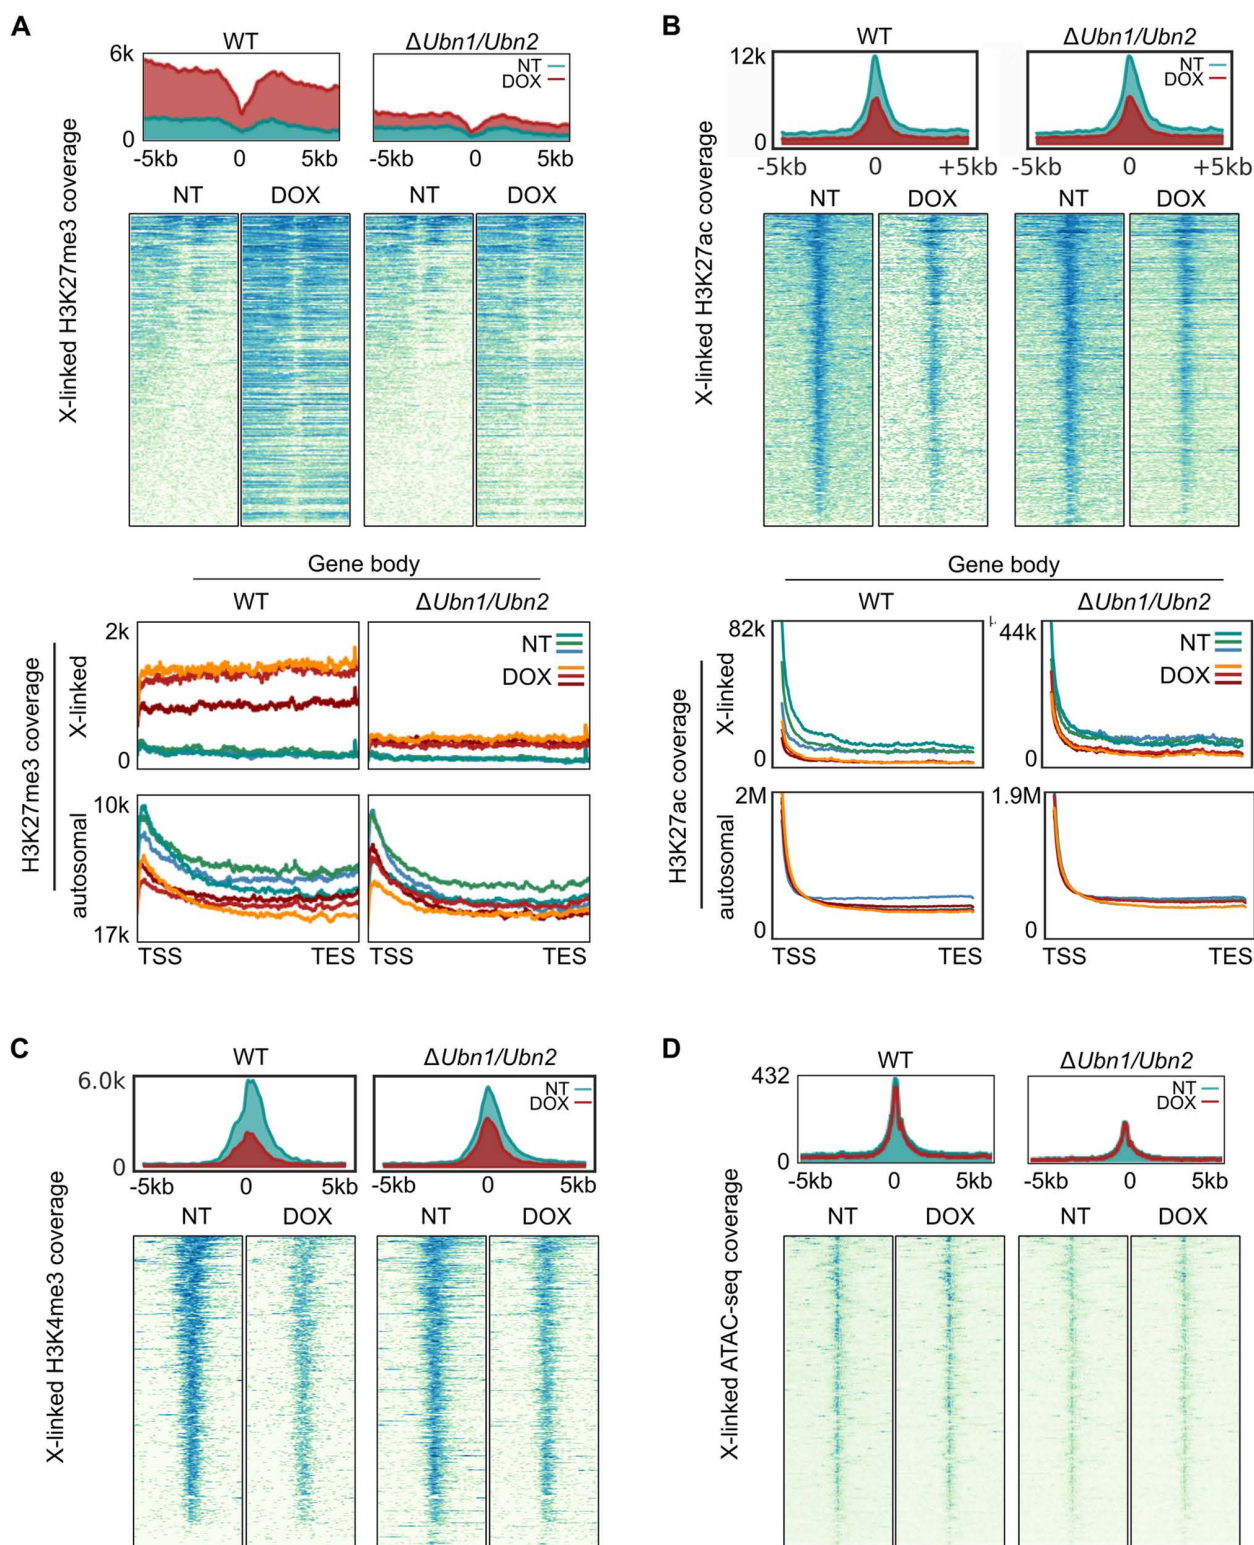 A
X-linked H3K27me3 coverage
WT
ΔUbn1/Ubn2
6k
0
NT
DOX
-5kb 0 5kb
-5kb 0 5kb
NT DOX NT DOX
Gene body
WT
ΔUbn1/Ubn2
H3K27me3 coverage
X-linked
2k
0
NT
DOX
autosomal
10k
17k
TSS TES
TSS TES
B
X-linked H3K27ac coverage
WT
ΔUbn1/Ubn2
12k
0
NT
DOX
-5kb 0 +5kb
-5kb 0 +5kb
NT DOX NT DOX
Gene body
WT
ΔUbn1/Ubn2
H3K27ac coverage
X-linked
82k
0
44k
0
NT
DOX
autosomal
2M
0
1.9M
0
TSS TES
TSS TES
C
X-linked H3K4me3 coverage
WT
ΔUbn1/Ubn2
6.0k
0
NT
DOX
-5kb 0 5kb
-5kb 0 5kb
NT DOX NT DOX
D
X-linked ATAC-seq coverage
WT
ΔUbn1/Ubn2
432
0
NT
DOX
-5kb 0 5kb
-5kb 0 5kb
NT DOX NT DOX